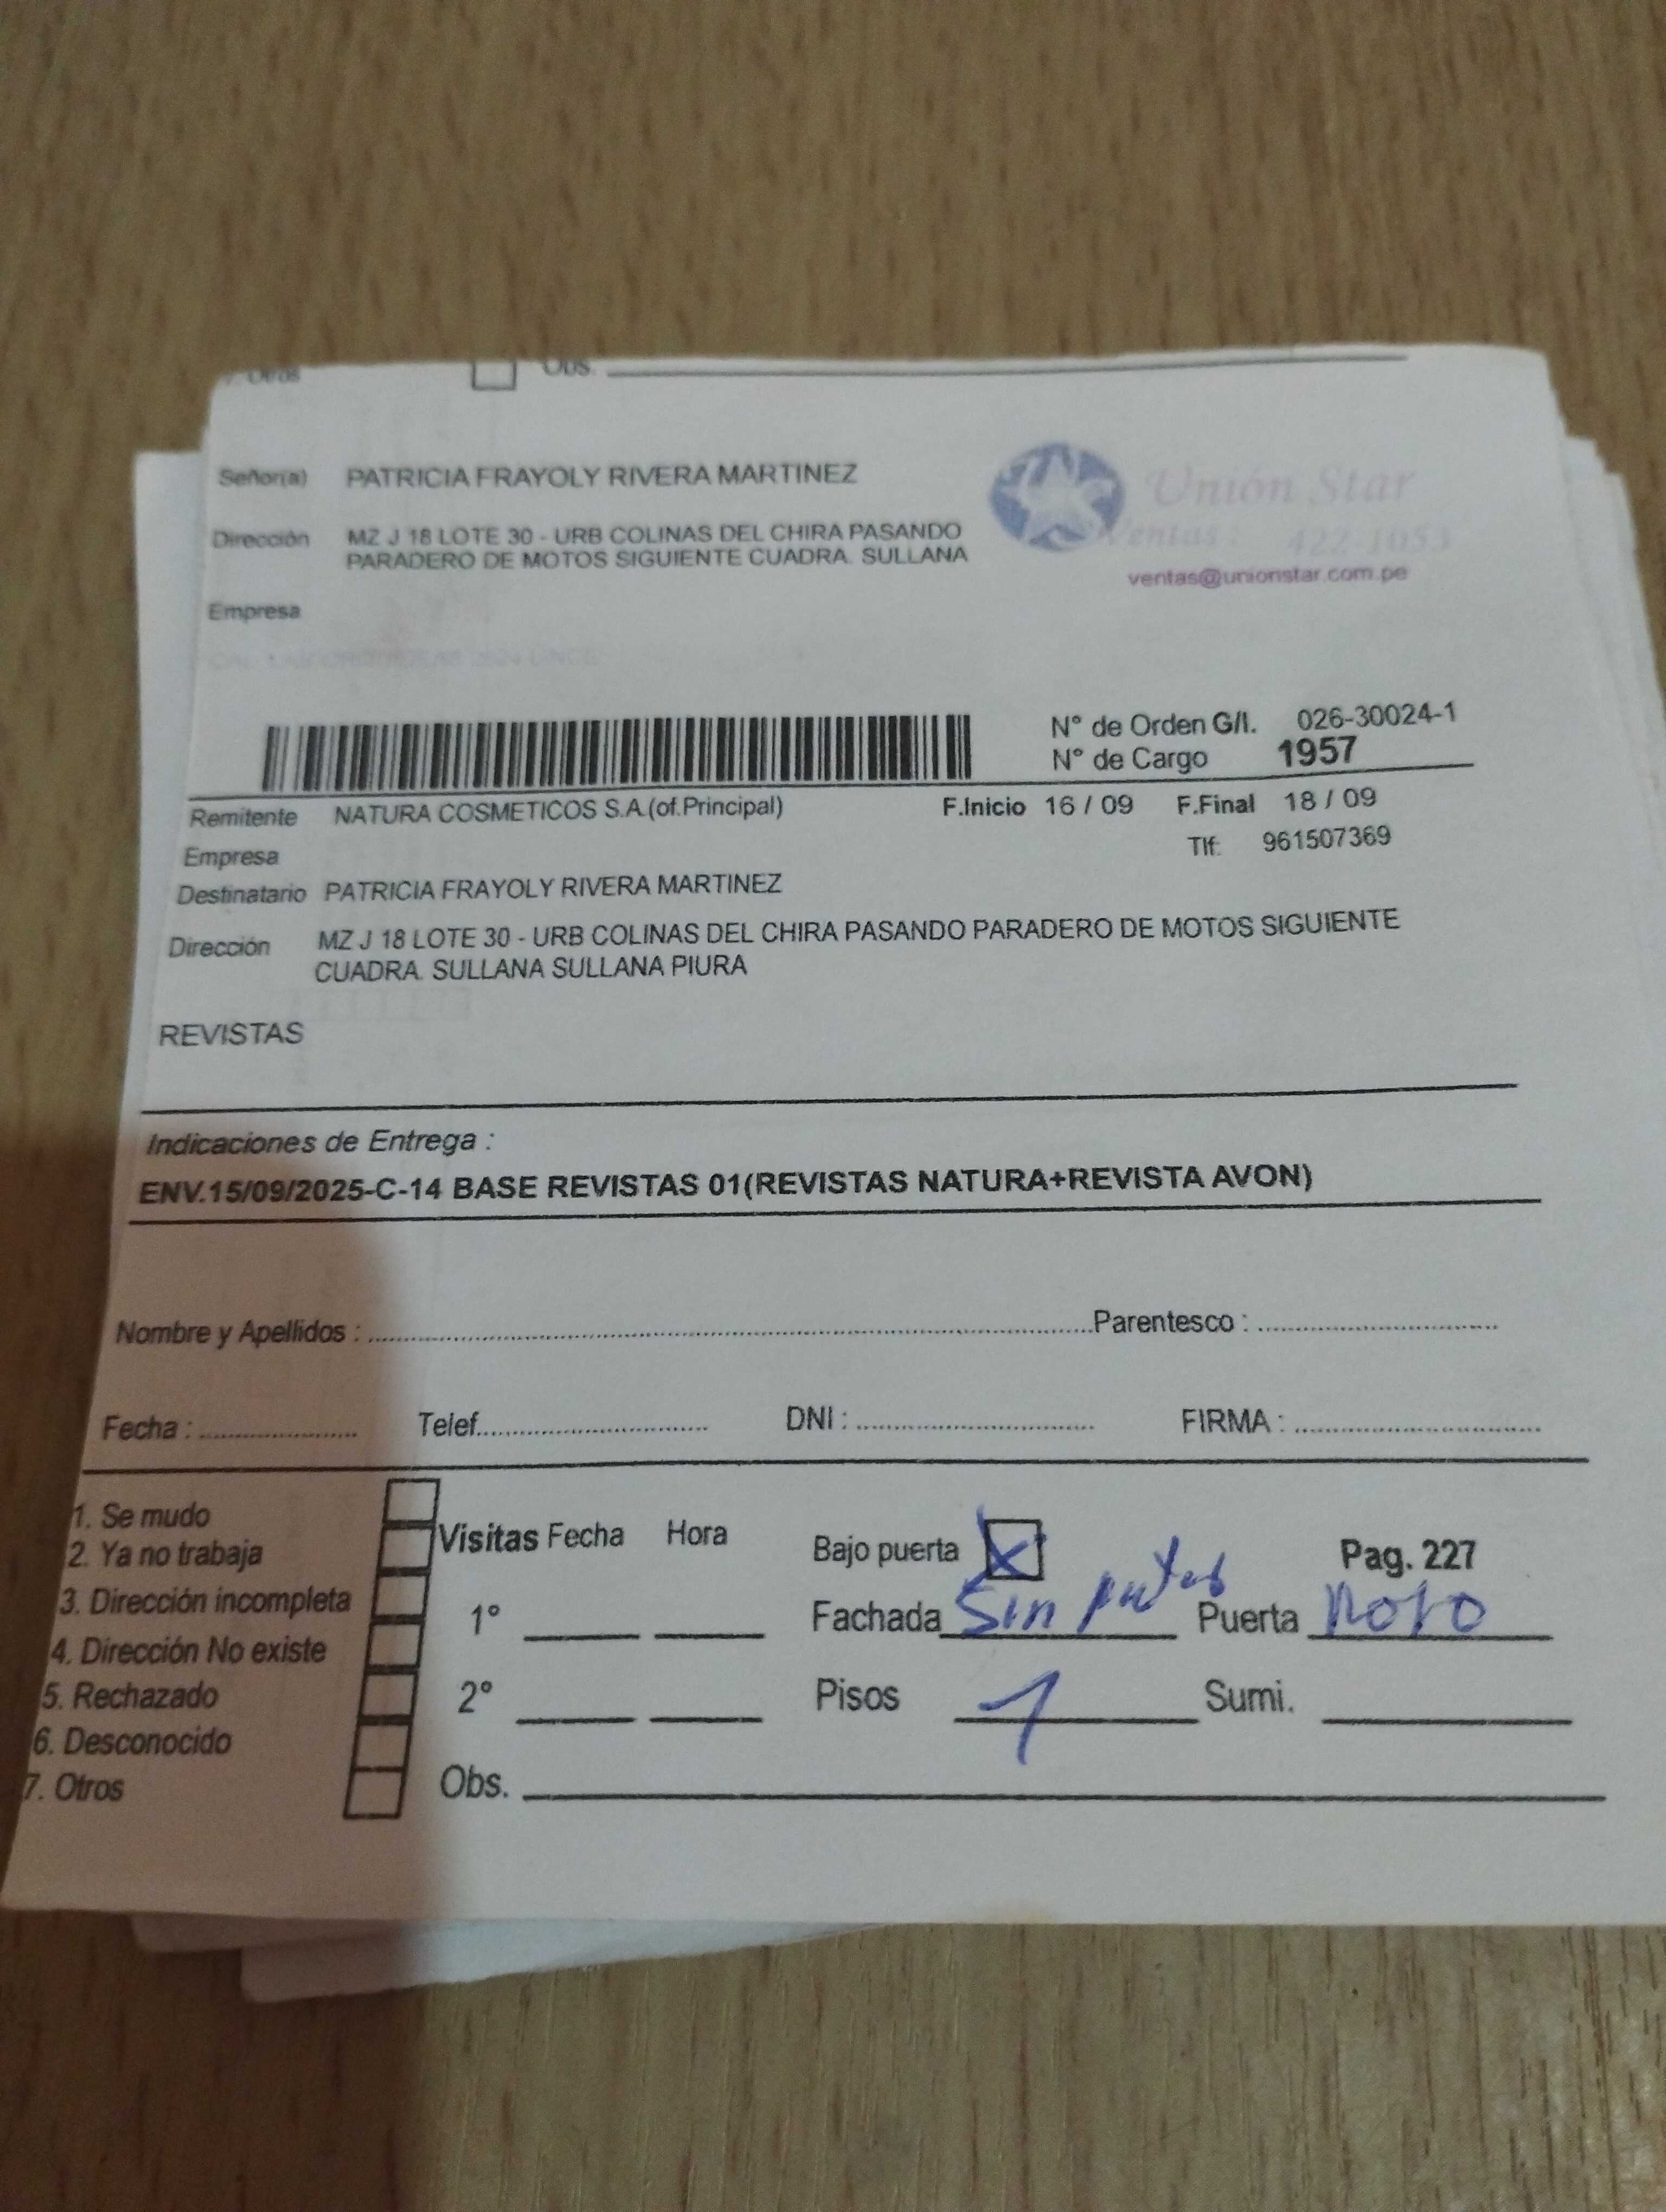 7. Otros Obs.
Señor(a) PATRICIA FRAYOLY RIVERA MARTINEZ
Unión Star
Dirección MZ J 18 LOTE 30 - URB COLINAS DEL CHIRA PASANDO
PARADERO DE MOTOS SIGUIENTE CUADRA. SULLANA
Ventas: 422-1053
ventas@unionstar.com.pe
Empresa
N° de Orden G/I. 026-30024-1
N° de Cargo 1957
Remitente NATURA COSMETICOS S.A.(of.Principal) F.Inicio 16 / 09 F.Final 18 / 09
Empresa Tlf: 961507369
Destinatario PATRICIA FRAYOLY RIVERA MARTINEZ
Dirección MZ J 18 LOTE 30 - URB COLINAS DEL CHIRA PASANDO PARADERO DE MOTOS SIGUIENTE
CUADRA. SULLANA SULLANA PIURA
REVISTAS
Indicaciones de Entrega :
ENV.15/09/2025-C-14 BASE REVISTAS 01(REVISTAS NATURA+REVISTA AVON)
Nombre y Apellidos : Parentesco :
Fecha : Telef. DNI : FIRMA :
1. Se mudo
2. Ya no trabaja
3. Dirección incompleta
4. Dirección No existe
5. Rechazado
6. Desconocido
7. Otros
Visitas Fecha Hora
1°
2°
Obs.
Bajo puerta X Pag. 227
Fachada Sin Puerta
Pisos 1 Sumi.